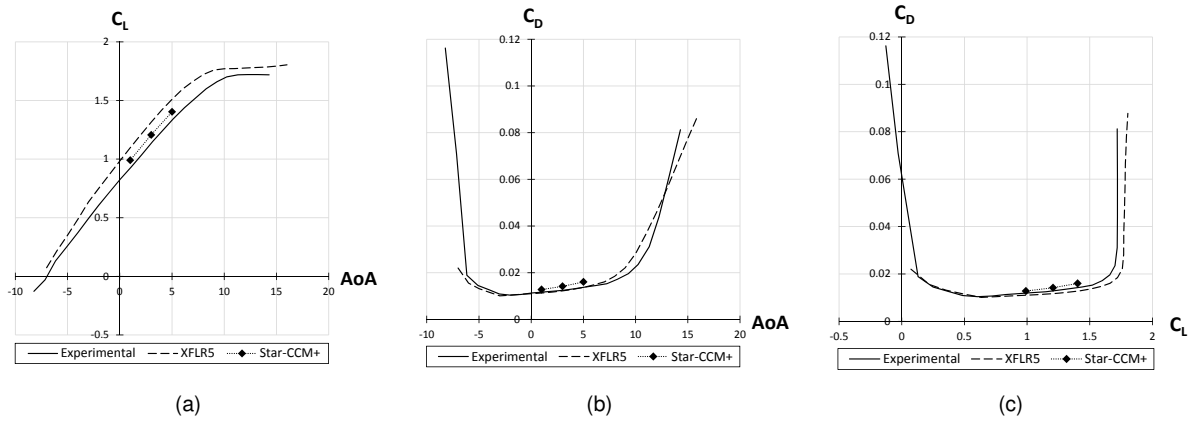 C_L
2
1.5
1
0.5
0
-0.5
-10 -5 0 5 10 15 20
AoA
Experimental XFLR5 Star-CCM+
(a)
C_D
0.12
0.1
0.08
0.06
0.04
0.02
0
-10 -5 0 5 10 15 20
AoA
Experimental XFLR5 Star-CCM+
(b)
C_D
0.12
0.1
0.08
0.06
0.04
0.02
0
-0.5 0 0.5 1 1.5 2
C_L
Experimental XFLR5 Star-CCM+
(c)